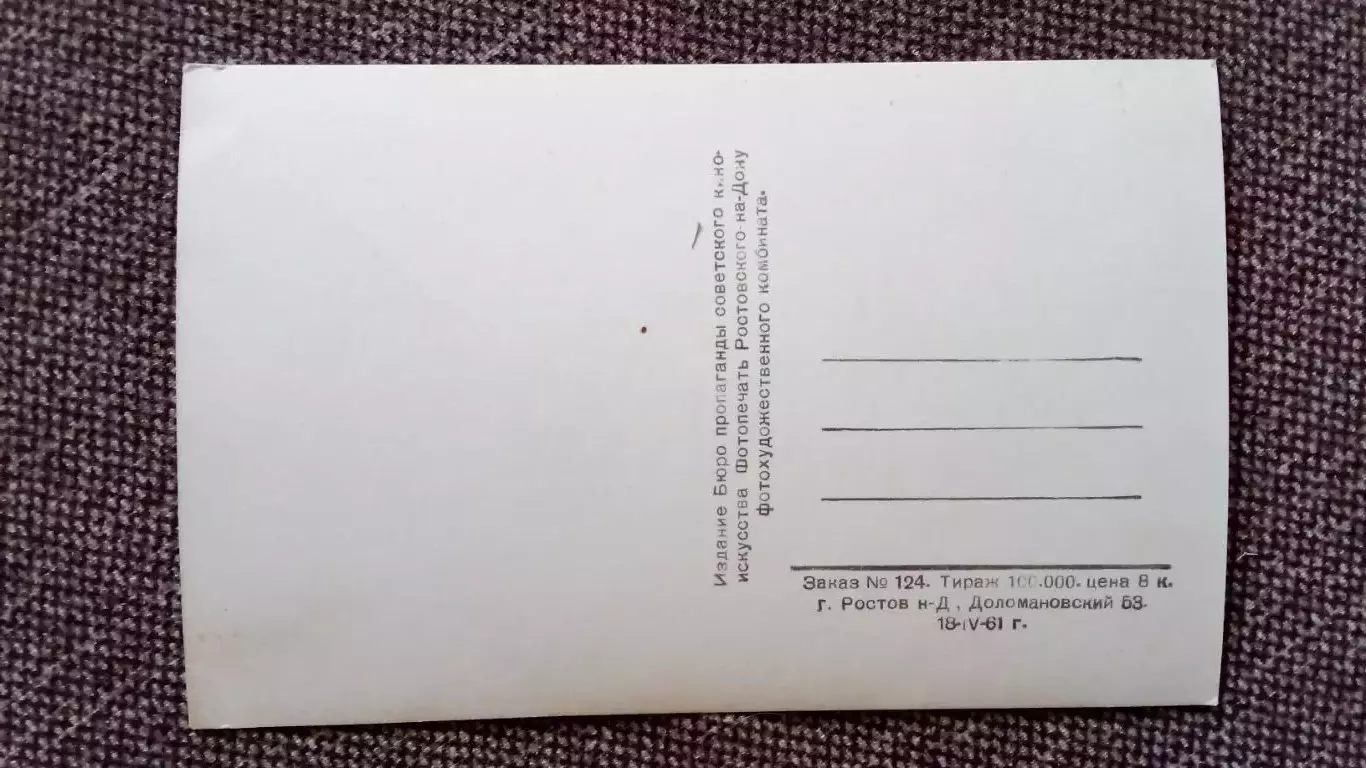 Издание Бюро пропаганды советского кино-
искусства Фотопечать Ростовского-на-Дону
фотохудожественного комбината.
Заказ № 124. Тираж 100.000. цена 8 к.
г. Ростов н-Д, Доломановский 53.
18-IV-61 г.